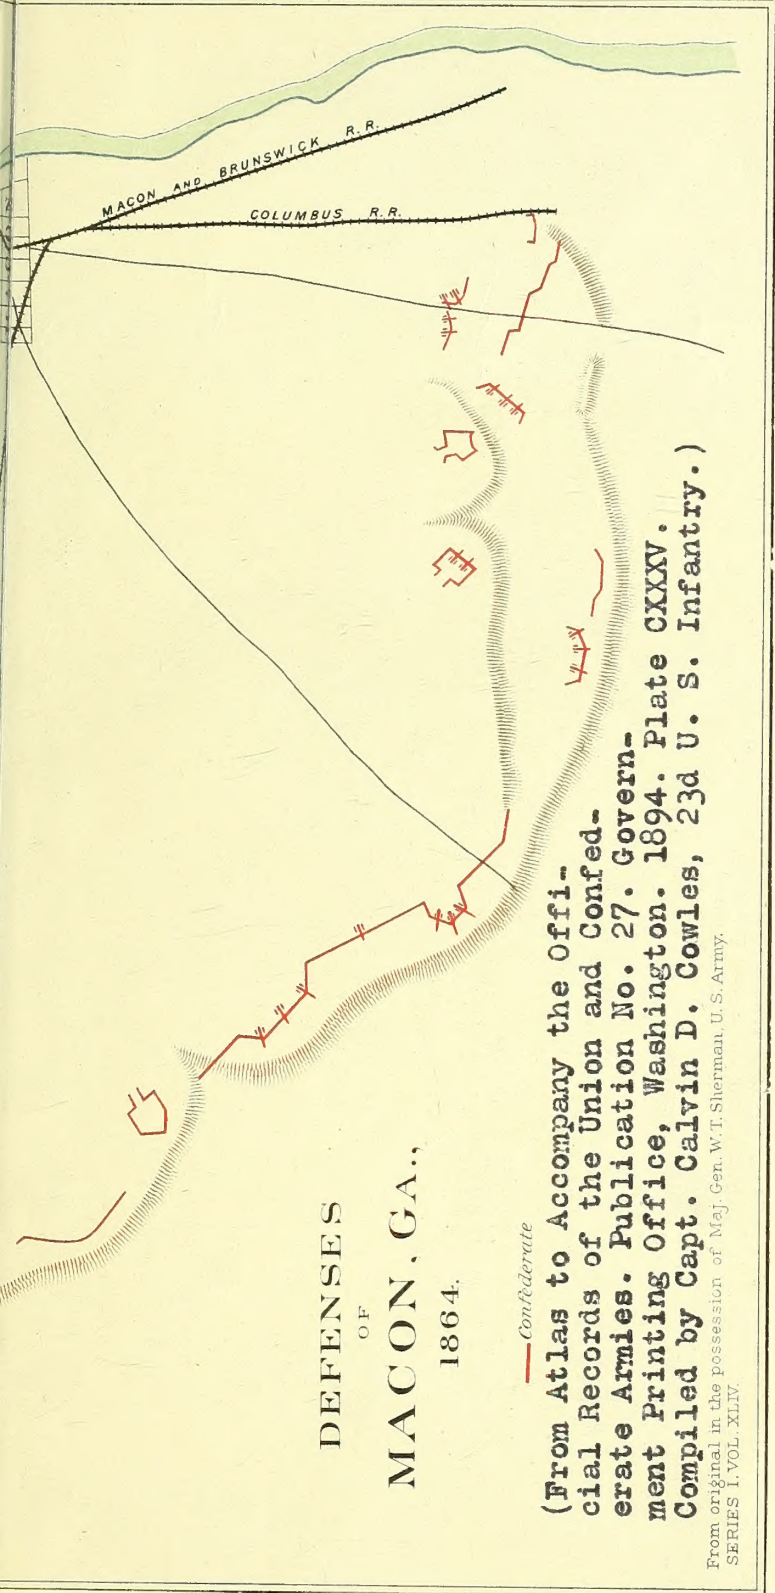 MACON AND BRUNSWICK R. R.
COLUMBUS R. R.
DEFENSES
OF
MACON, GA.,
1864.
Confederate
(From Atlas to Accompany the Offi-
cial Records of the Union and Confed-
erate Armies. Publication No. 27. Govern-
ment Printing Office, Washington. 1894. Plate CXXXV.
Compiled by Capt. Calvin D. Cowles, 23d U. S. Infantry.)
From original in the possession of Maj. Gen. W. T. Sherman, U. S. Army.
SERIES I. VOL. XLIV.